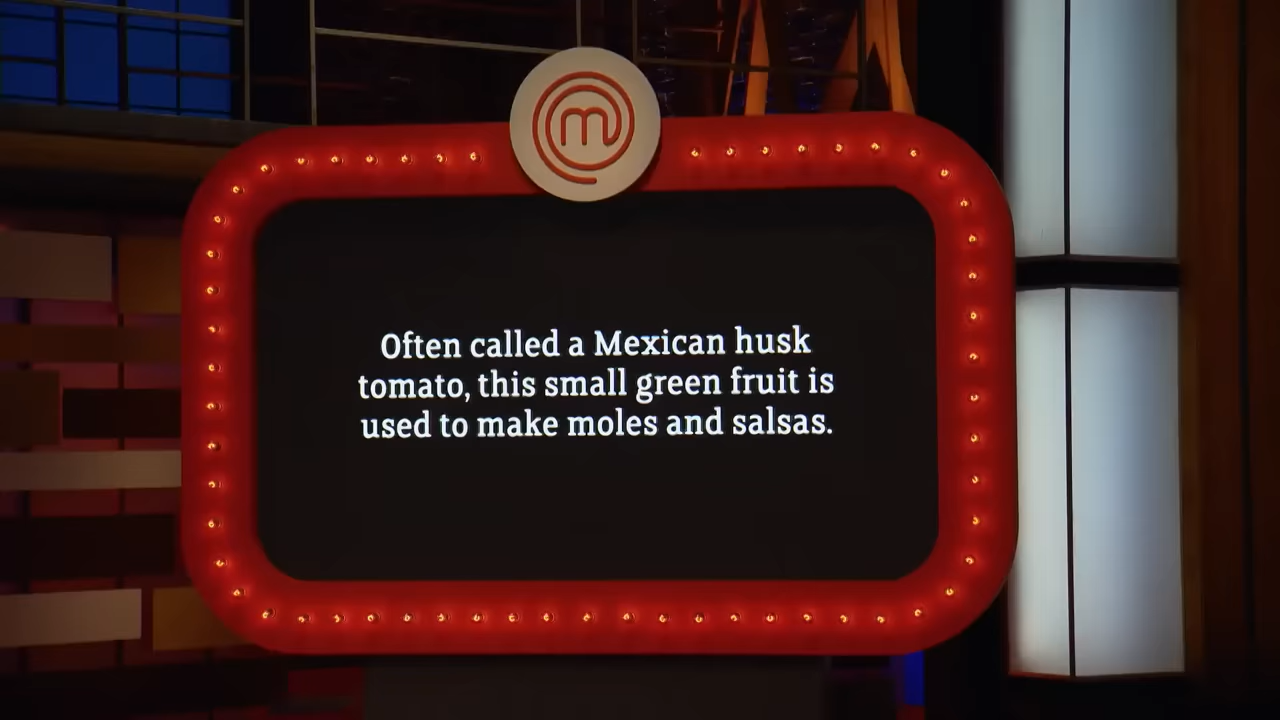 m
Often called a Mexican husk
tomato, this small green fruit is
used to make moles and salsas.